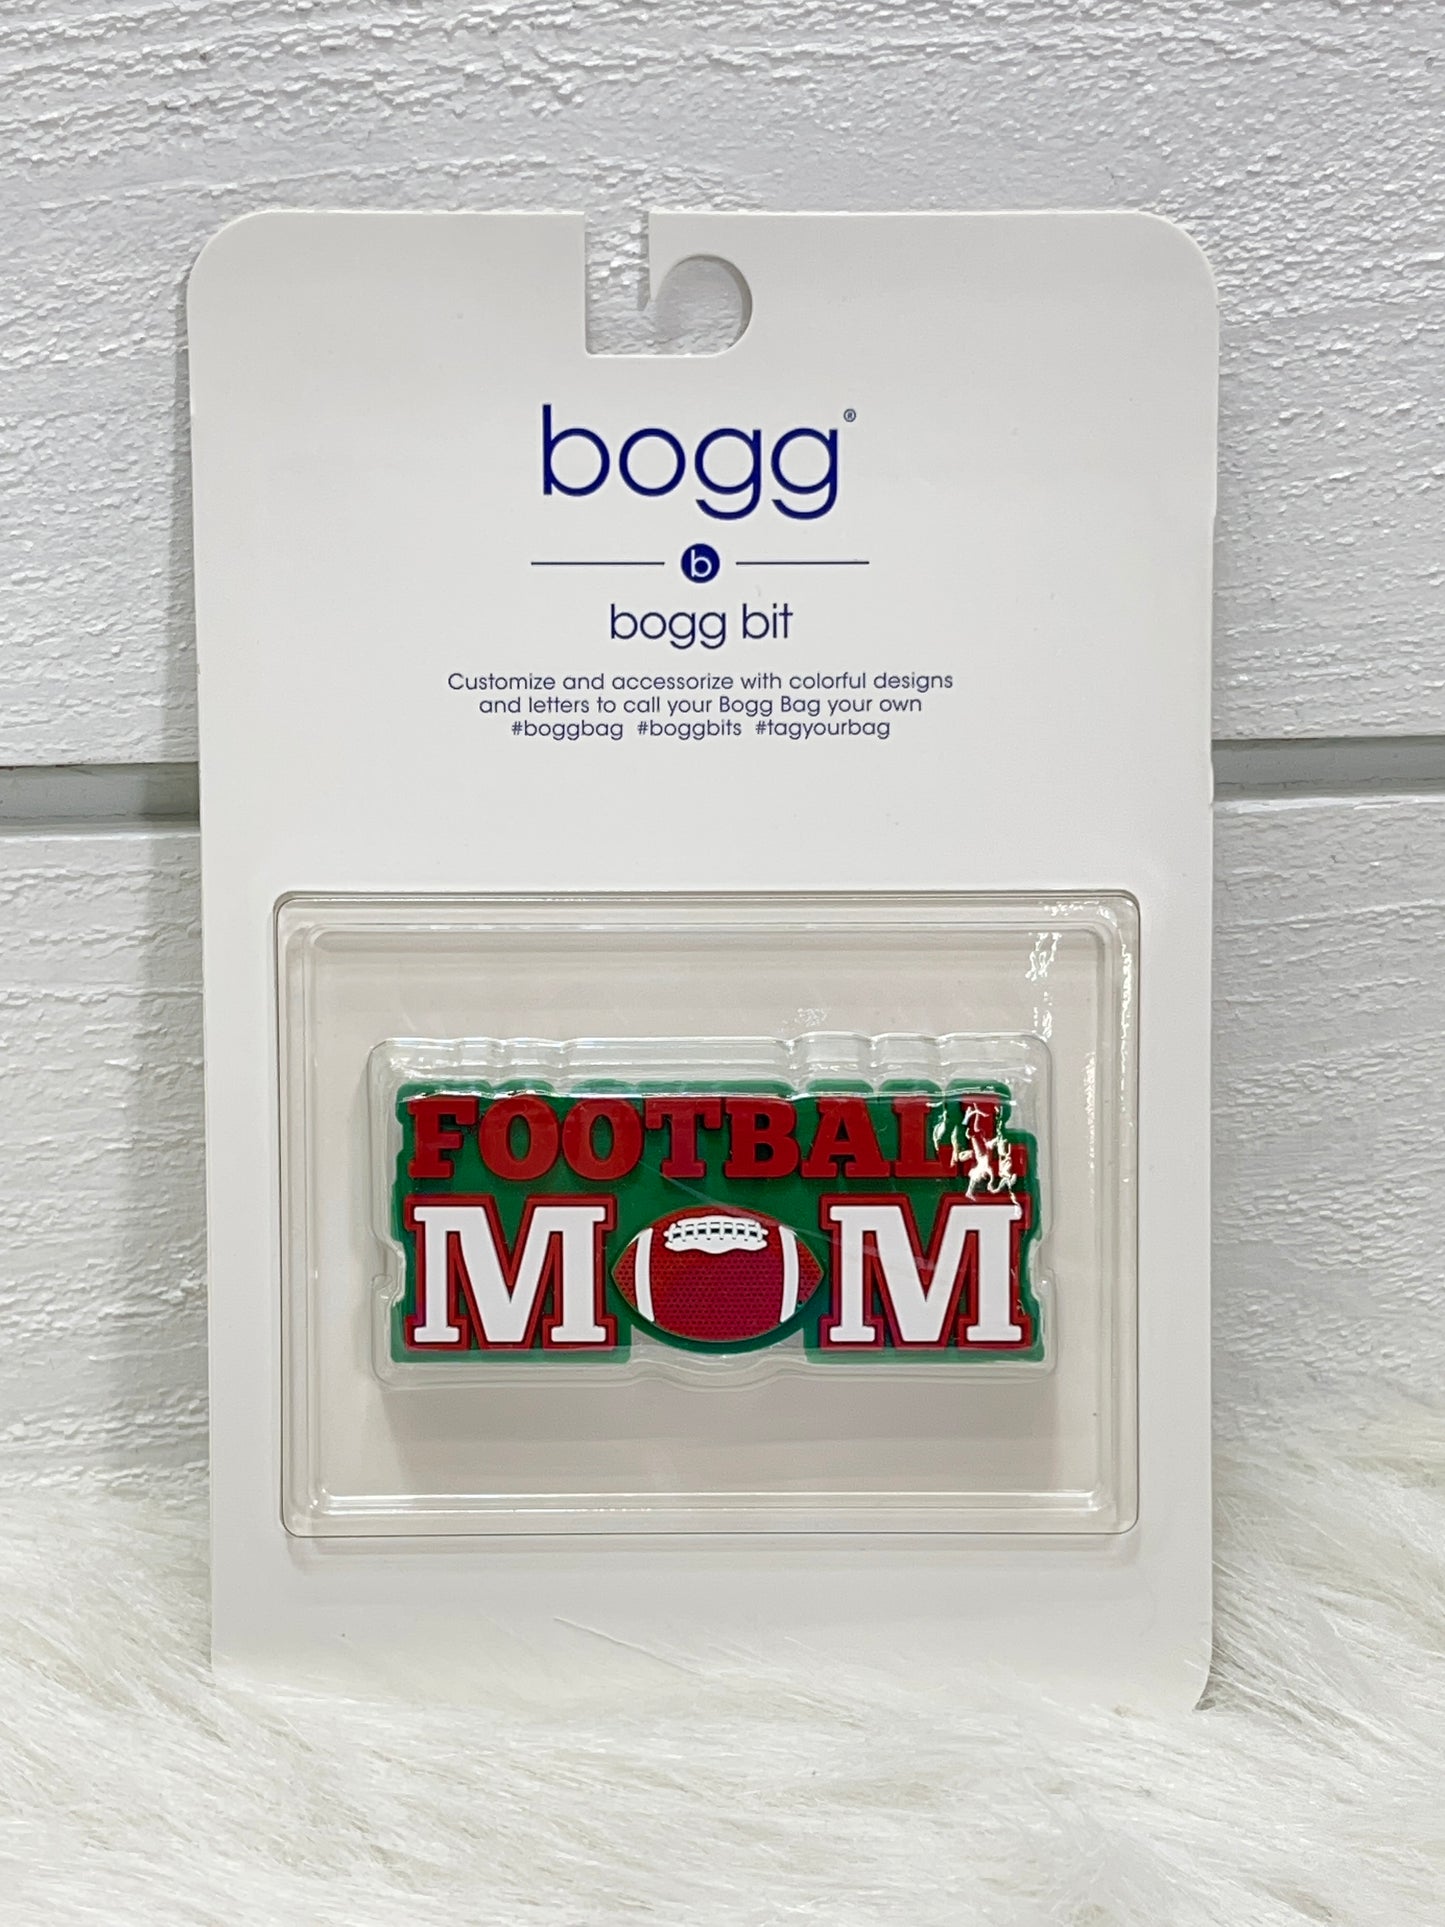 bogg®
b
bogg bit
Customize and accessorize with colorful designs
and letters to call your Bogg Bag your own
#boggbag #boggbits #tagyourbag
FOOTBALL
M M